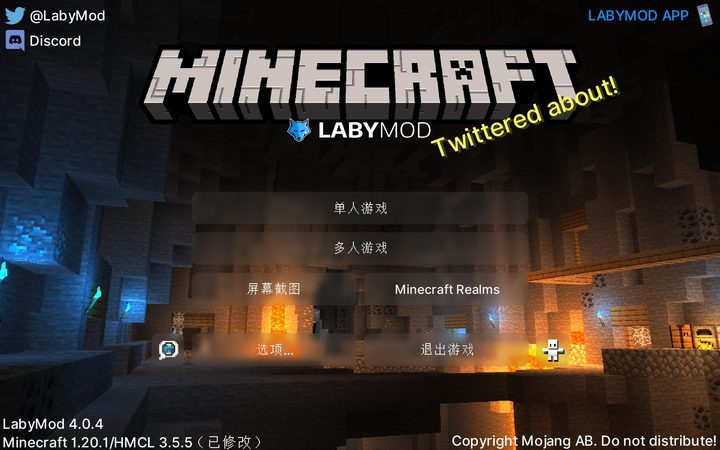 @LabyMod
LABYMOD APP
Discord
MINECRAFT
LABYMOD
Twittered about!
单人游戏
多人游戏
屏幕截图
Minecraft Realms
选项...
退出游戏
LabyMod 4.0.4
Minecraft 1.20.1/HMCL 3.5.5（已修改）
Copyright Mojang AB. Do not distribute!